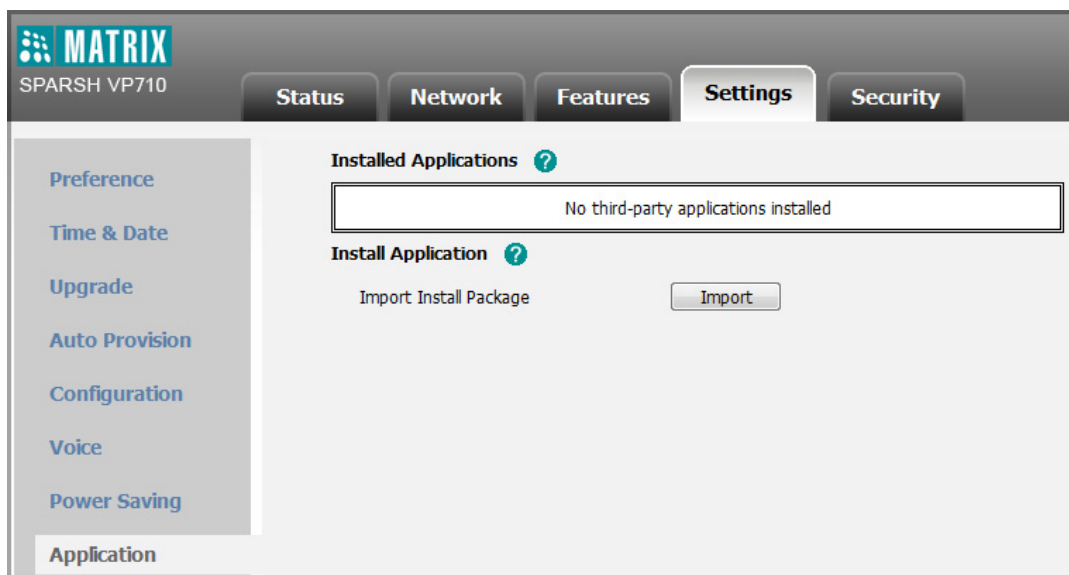 MATRIX
SPARSH VP710
Status Network Features Settings Security
Preference
Time & Date
Upgrade
Auto Provision
Configuration
Voice
Power Saving
Application
Installed Applications ?
No third-party applications installed
Install Application ?
Import Install Package Import